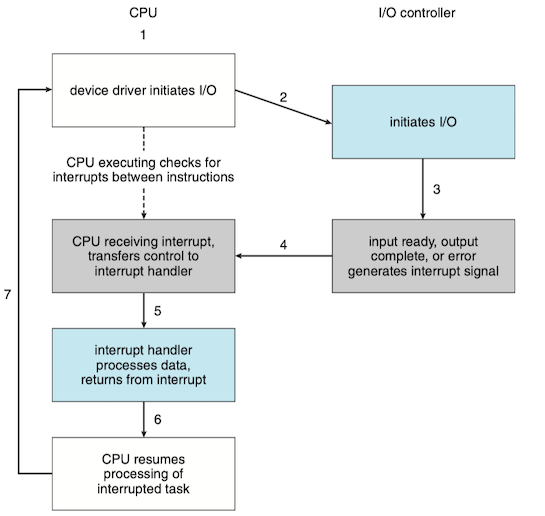 CPU
I/O controller
1
device driver initiates I/O
2
initiates I/O
CPU executing checks for
interrupts between instructions
3
CPU receiving interrupt,
transfers control to
interrupt handler
4
input ready, output
complete, or error
generates interrupt signal
7
5
interrupt handler
processes data,
returns from interrupt
6
CPU resumes
processing of
interrupted task